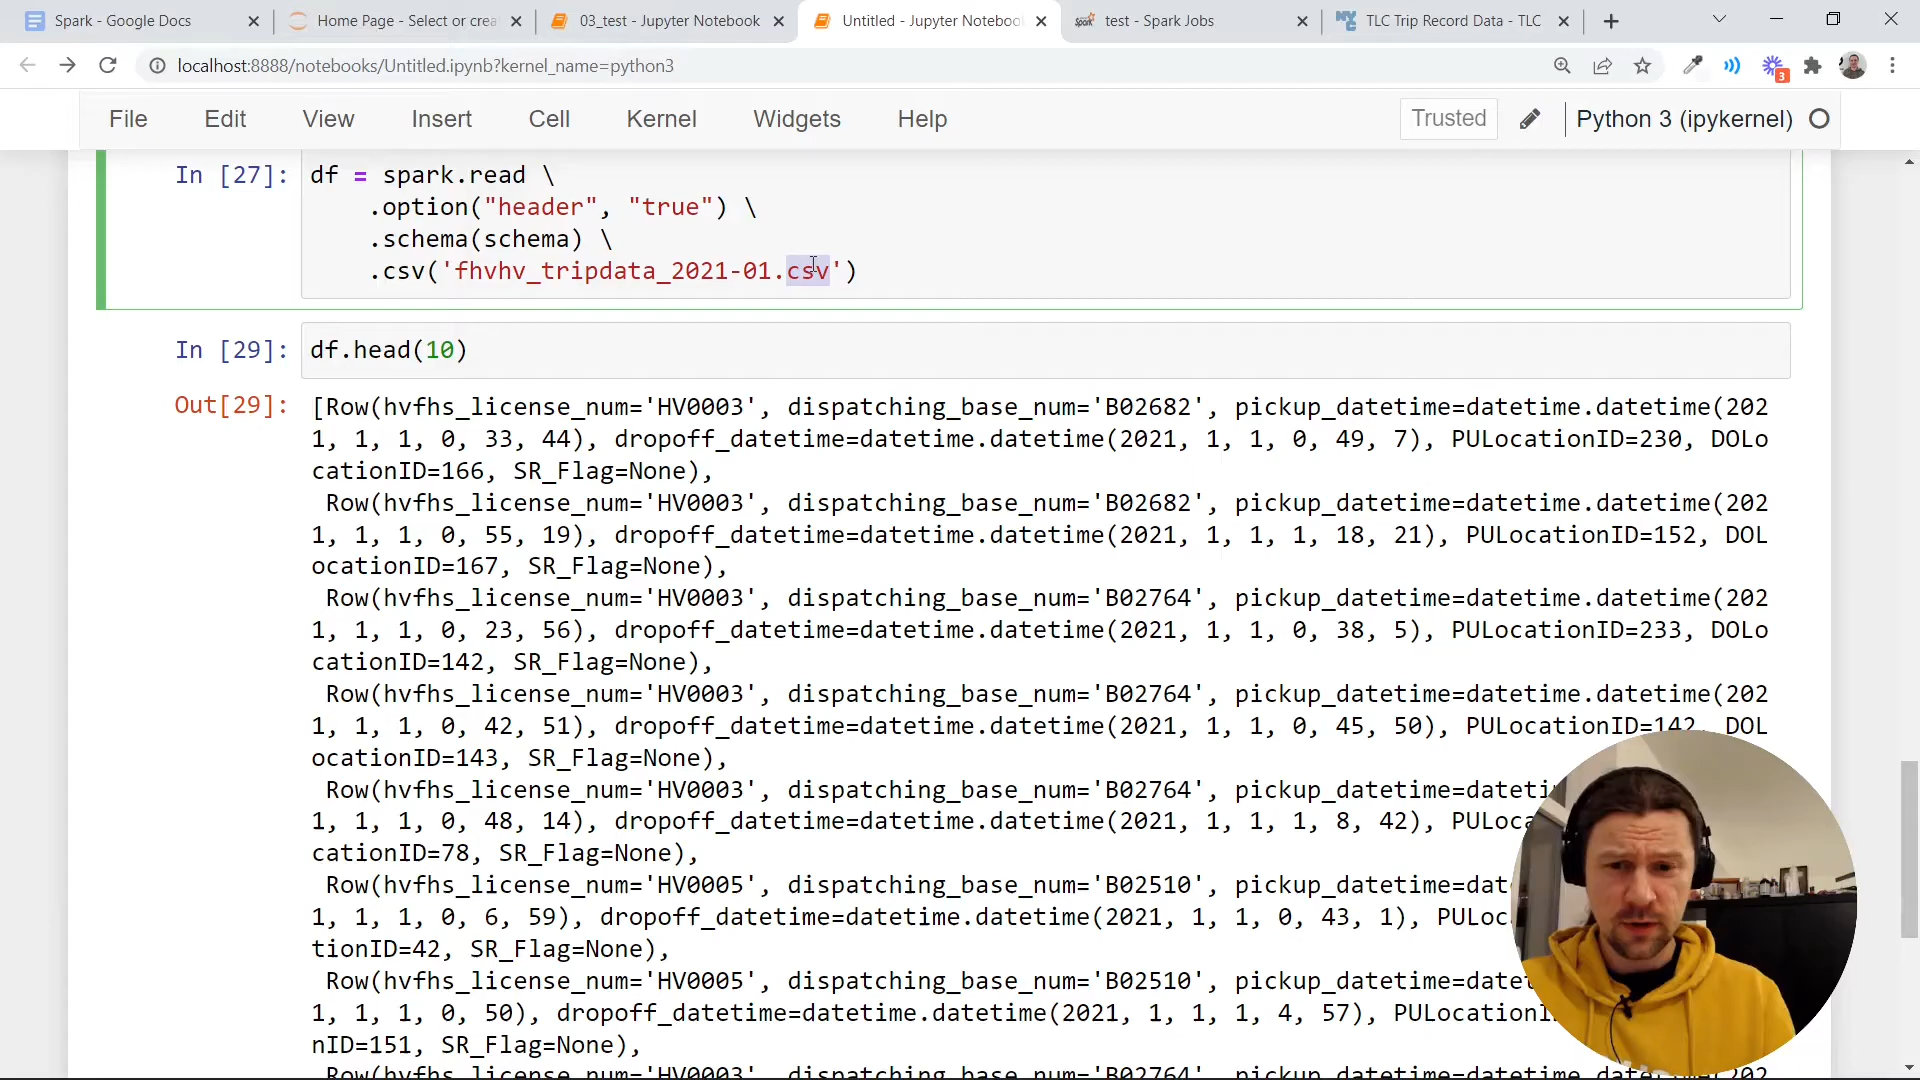 Spark - Google Docs
Home Page - Select or crea
03_test - Jupyter Notebook
Untitled - Jupyter Noteboo
test - Spark Jobs
TLC Trip Record Data - TLC
localhost:8888/notebooks/Untitled.ipynb?kernel_name=python3
3
File Edit View Insert Cell Kernel Widgets Help
Trusted
Python 3 (ipykernel)
In [27]: df = spark.read \
.option("header", "true") \
.schema(schema) \
.csv('fhvhv_tripdata_2021-01.csv')
In [29]: df.head(10)
Out[29]: [Row(hvfhs_license_num='HV0003', dispatching_base_num='B02682', pickup_datetime=datetime.datetime(202
1, 1, 1, 0, 33, 44), dropoff_datetime=datetime.datetime(2021, 1, 1, 0, 49, 7), PULocationID=230, DOLo
cationID=166, SR_Flag=None),
Row(hvfhs_license_num='HV0003', dispatching_base_num='B02682', pickup_datetime=datetime.datetime(202
1, 1, 1, 0, 55, 19), dropoff_datetime=datetime.datetime(2021, 1, 1, 1, 18, 21), PULocationID=152, DOL
ocationID=167, SR_Flag=None),
Row(hvfhs_license_num='HV0003', dispatching_base_num='B02764', pickup_datetime=datetime.datetime(202
1, 1, 1, 0, 23, 56), dropoff_datetime=datetime.datetime(2021, 1, 1, 0, 38, 5), PULocationID=233, DOLo
cationID=142, SR_Flag=None),
Row(hvfhs_license_num='HV0003', dispatching_base_num='B02764', pickup_datetime=datetime.datetime(202
1, 1, 1, 0, 42, 51), dropoff_datetime=datetime.datetime(2021, 1, 1, 0, 45, 50), PULocationID=142, DOL
ocationID=143, SR_Flag=None),
Row(hvfhs_license_num='HV0003', dispatching_base_num='B02764', pickup_datetime=dateti
1, 1, 1, 0, 48, 14), dropoff_datetime=datetime.datetime(2021, 1, 1, 1, 8, 42), PULoca
cationID=78, SR_Flag=None),
Row(hvfhs_license_num='HV0005', dispatching_base_num='B02510', pickup_datetime=dat
1, 1, 1, 0, 6, 59), dropoff_datetime=datetime.datetime(2021, 1, 1, 0, 43, 1), PULoc
tionID=42, SR_Flag=None),
Row(hvfhs_license_num='HV0005', dispatching_base_num='B02510', pickup_datetime=dat
1, 1, 1, 0, 50), dropoff_datetime=datetime.datetime(2021, 1, 1, 1, 4, 57), PULocation
nID=151, SR_Flag=None),
Row(hvfhs_license_num='HV0003', dispatching_base_num='B02764', pickup_datetime=datetime.datetime(202